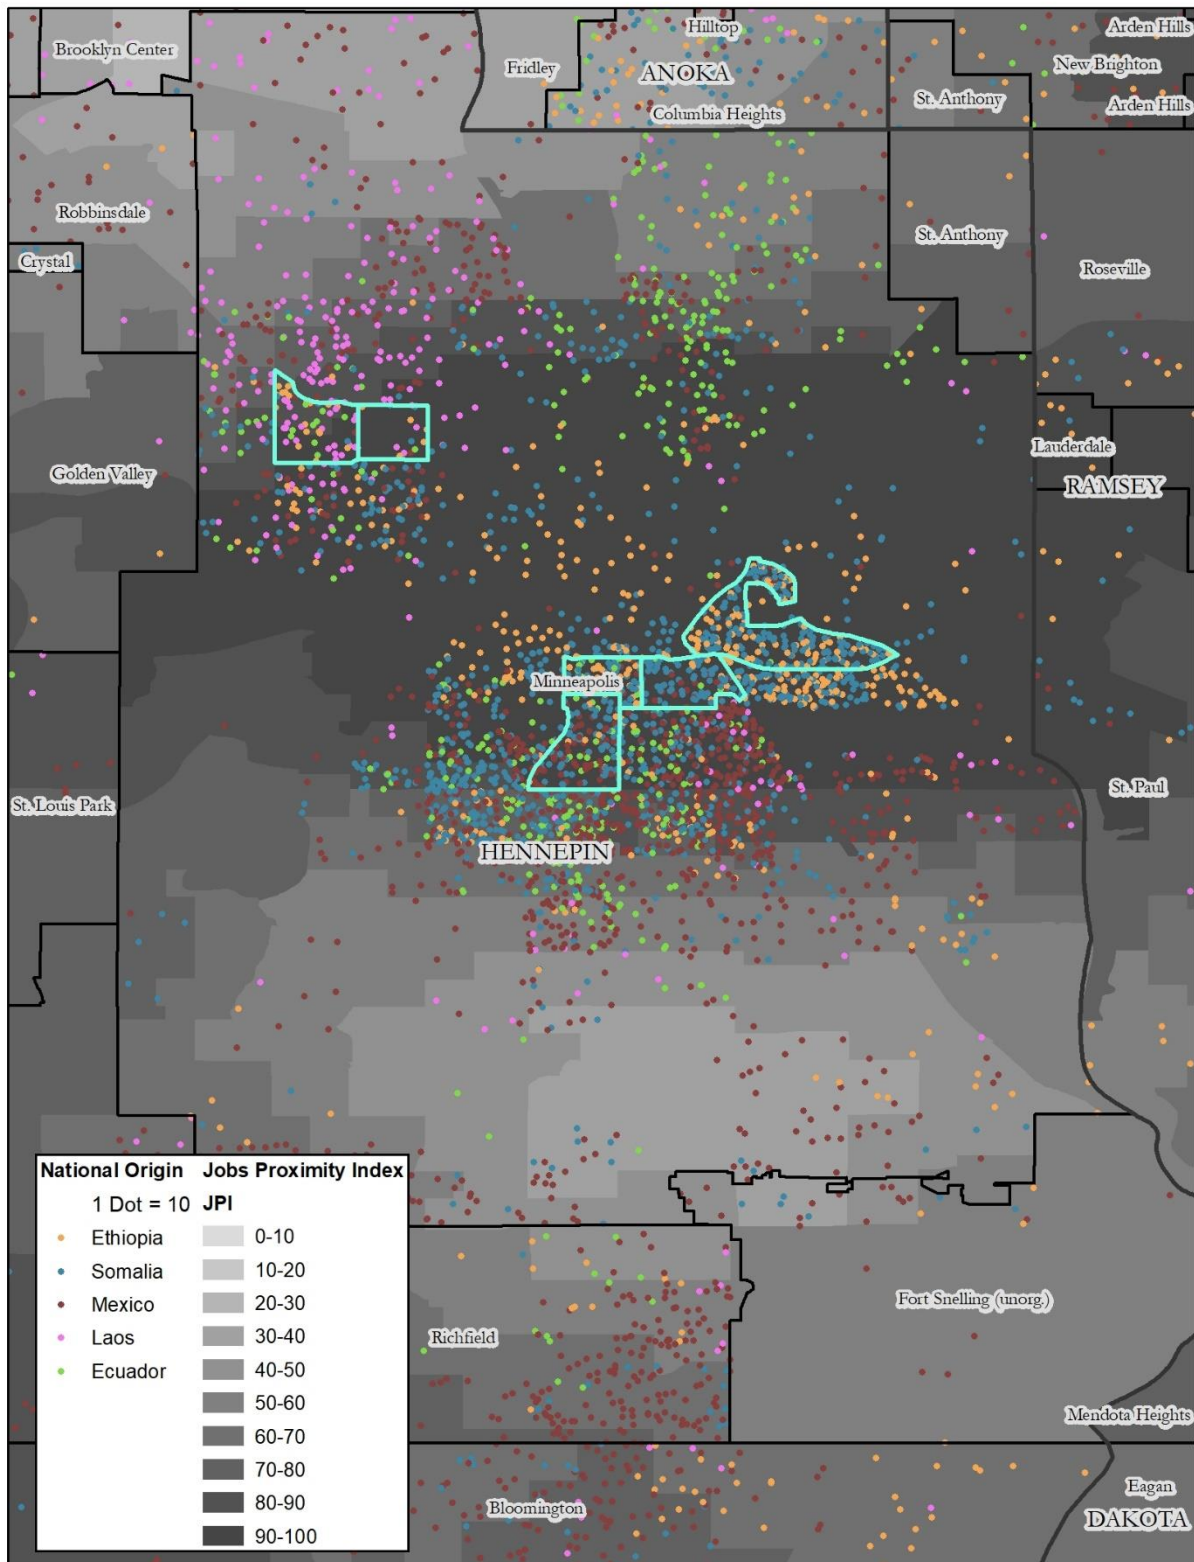 Hilltop
Arden Hills
Brooklyn Center
Fridley
ANOKA
New Brighton
St. Anthony
Arden Hills
Columbia Heights
Robbinsdale
St. Anthony
Crystal
Roseville
Golden Valley
Lauderdale
RAMSEY
Minneapolis
St. Louis Park
St. Paul
HENNEPIN
National Origin Jobs Proximity Index
1 Dot = 10 JPI
Ethiopia 0-10
Somalia 10-20
Mexico 20-30
Laos 30-40
Ecuador 40-50
50-60
60-70
70-80
80-90
90-100
Fort Snelling (unorg.)
Richfield
Mendota Heights
Eagan
Bloomington
DAKOTA